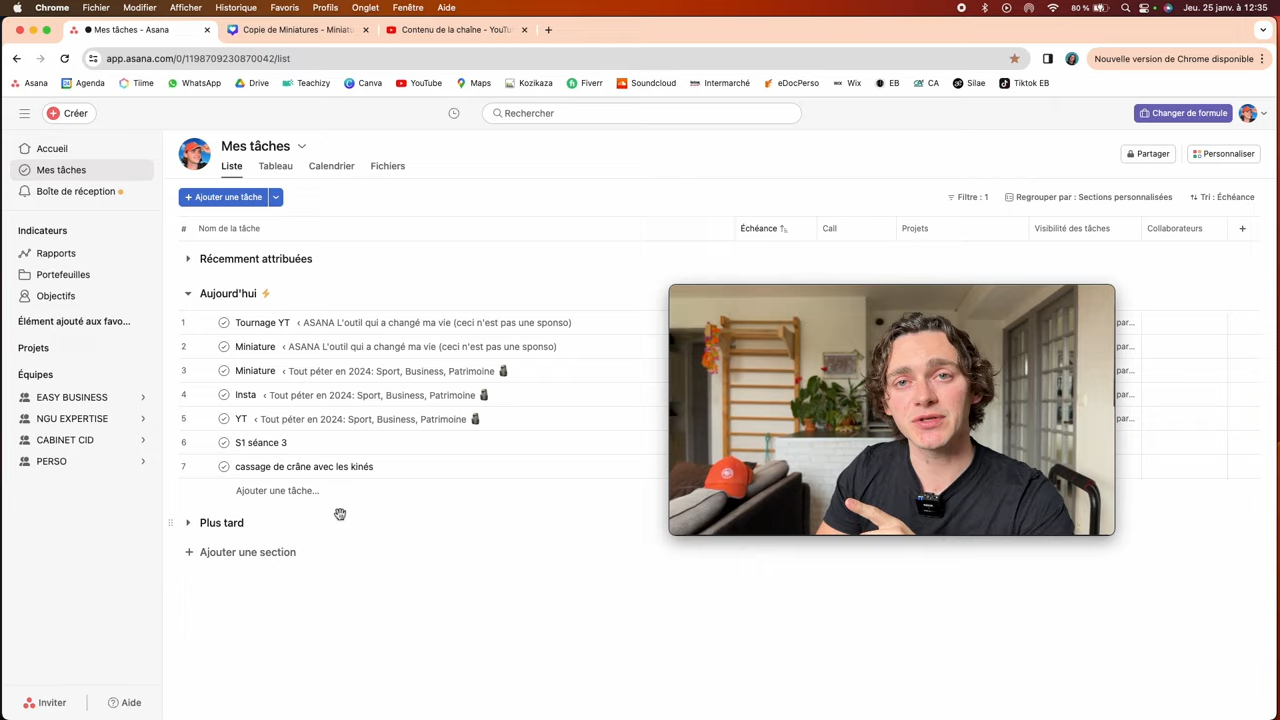 Chrome Fichier Modifier Afficher Historique Favoris Profils Onglet Fenêtre Aide 80 % Jeu. 25 janv. à 12:35
Mes tâches - Asana Copie de Miniatures - Miniatu Contenu de la chaîne - YouTu
app.asana.com/0/1198709230870042/list Nouvelle version de Chrome disponible
Asana Agenda Tiime WhatsApp Drive Teachizy Canva YouTube Maps Kozikaza Fiverr Soundcloud Intermarché eDocPerso Wix EB CA Silae Tiktok EB
Créer Rechercher Changer de formule
Accueil
Mes tâches
Boîte de réception
Indicateurs
Rapports
Portefeuilles
Objectifs
Élément ajouté aux favo...
Projets
Équipes
EASY BUSINESS
NGU EXPERTISE
CABINET CID
PERSO
Inviter Aide
Mes tâches
Liste Tableau Calendrier Fichiers
Partager Personnaliser
+ Ajouter une tâche Filtre : 1 Regrouper par : Sections personnalisées Tri : Échéance
# Nom de la tâche Échéance Call Projets Visibilité des tâches Collaborateurs +
Récemment attribuées
Aujourd'hui ⚡
1 Tournage YT ‹ ASANA L'outil qui a changé ma vie (ceci n'est pas une sponso) par...
2 Miniature ‹ ASANA L'outil qui a changé ma vie (ceci n'est pas une sponso) par...
3 Miniature ‹ Tout péter en 2024: Sport, Business, Patrimoine par...
4 Insta ‹ Tout péter en 2024: Sport, Business, Patrimoine par...
5 YT ‹ Tout péter en 2024: Sport, Business, Patrimoine par...
6 S1 séance 3
7 cassage de crâne avec les kinés
Ajouter une tâche...
Plus tard
+ Ajouter une section